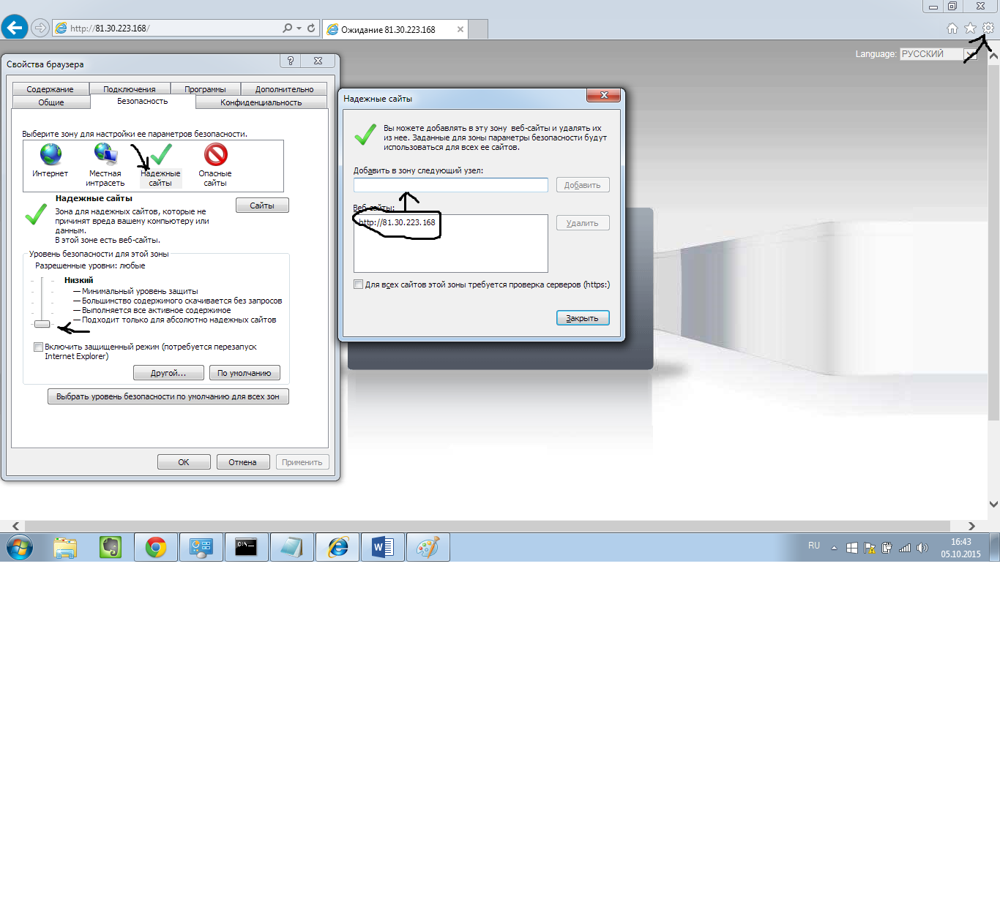 http://81.30.223.168/
Ожидание 81.30.223.168
Language: РУССКИЙ
Свойства браузера
Содержание Подключения Программы Дополнительно
Общие Безопасность Конфиденциальность
Выберите зону для настройки ее параметров безопасности.
Интернет
Местная
интрасеть
Надежные
сайты
Опасные
сайты
Надежные сайты
Сайты
Зона для надежных сайтов, которые не
причинят вреда вашему компьютеру или
данным.
В этой зоне есть веб-сайты.
Уровень безопасности для этой зоны
Разрешенные уровни: любые
Низкий
— Минимальный уровень защиты
— Большинство содержимого скачивается без запросов
— Выполняется все активное содержимое
— Подходит только для абсолютно надежных сайтов
Включить защищенный режим (потребуется перезапуск
Internet Explorer)
Другой... По умолчанию
Выбрать уровень безопасности по умолчанию для всех зон
ОК Отмена Применить
Надежные сайты
Вы можете добавлять в эту зону веб-сайты и удалять их
из нее. Заданные для зоны параметры безопасности будут
использоваться для всех ее сайтов.
Добавить в зону следующий узел:
Добавить
Веб-сайты:
http://81.30.223.168
Удалить
Для всех сайтов этой зоны требуется проверка серверов (https:)
Закрыть
C:\_
RU
16:43
05.10.2015